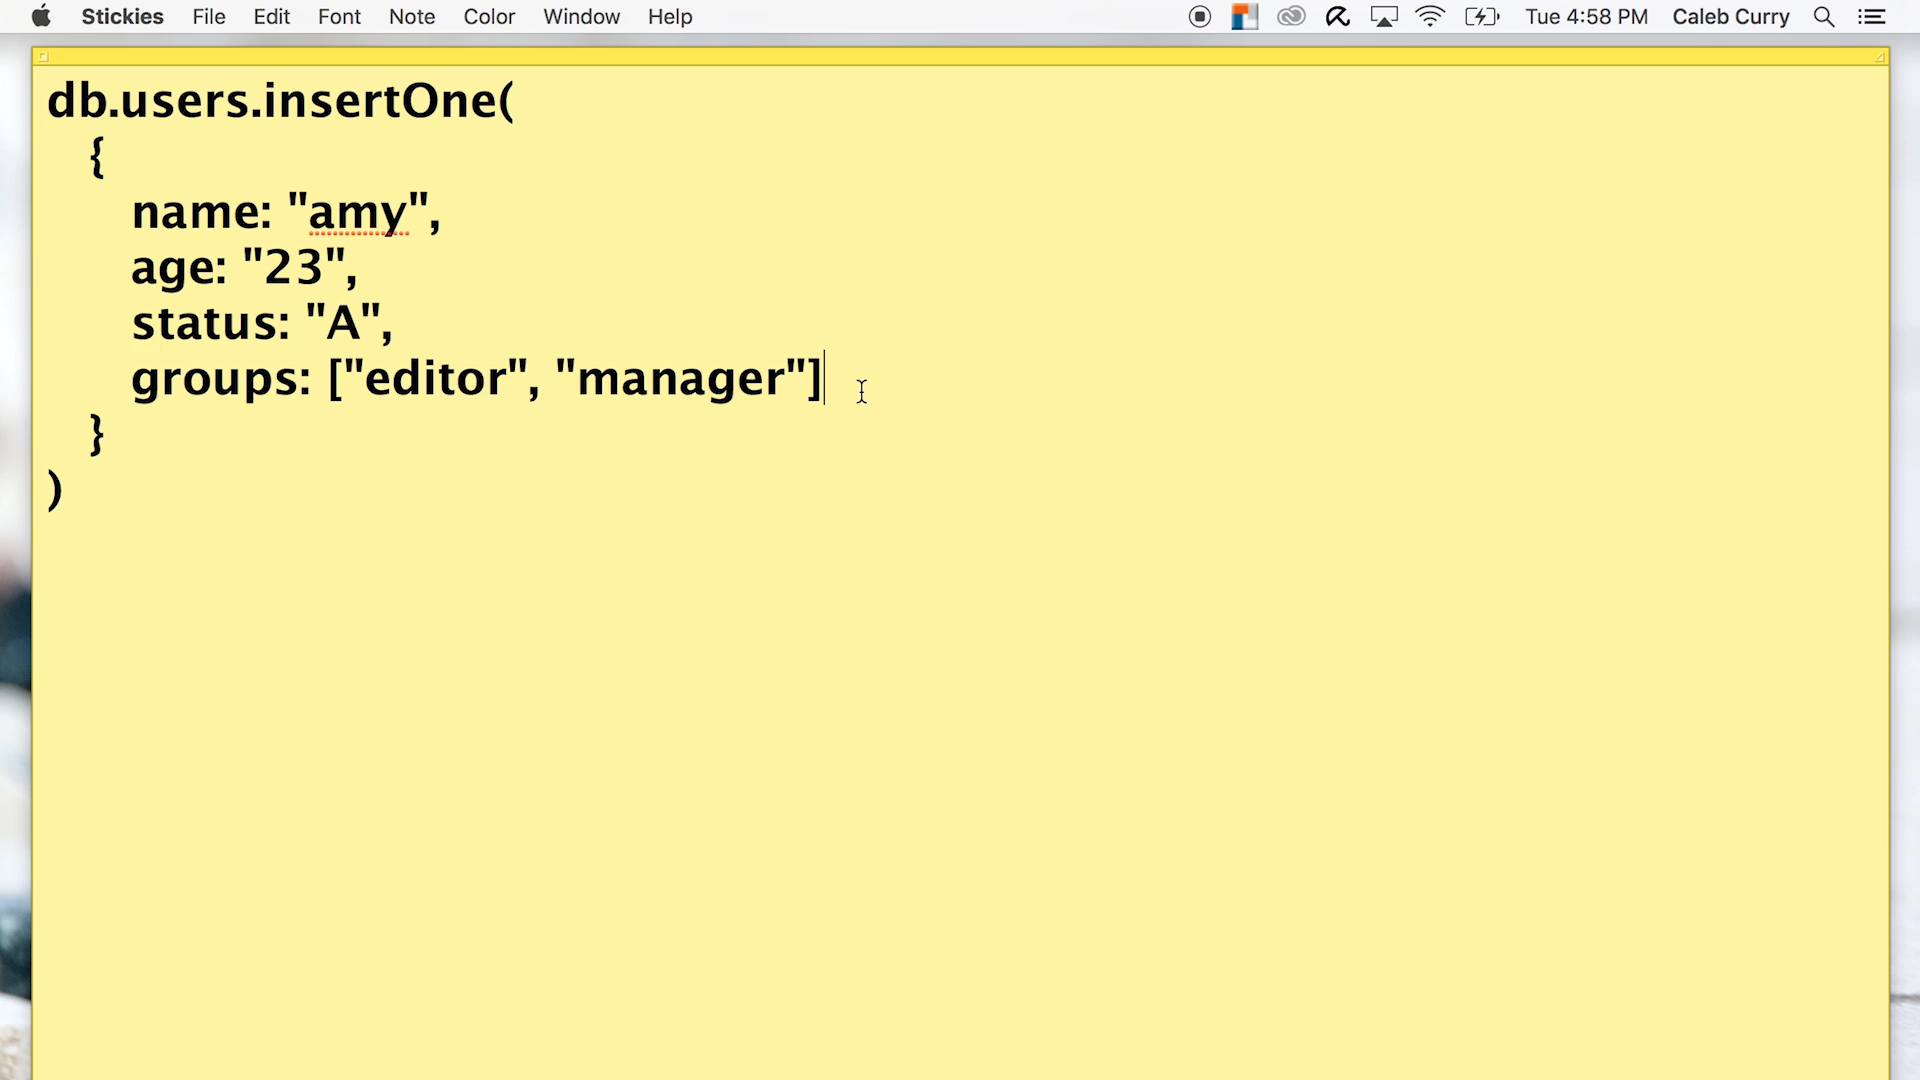 Stickies File Edit Font Note Color Window Help Tue 4:58 PM Caleb Curry
db.users.insertOne(
{
name: "amy",
age: "23",
status: "A",
groups: ["editor", "manager"]
}
)